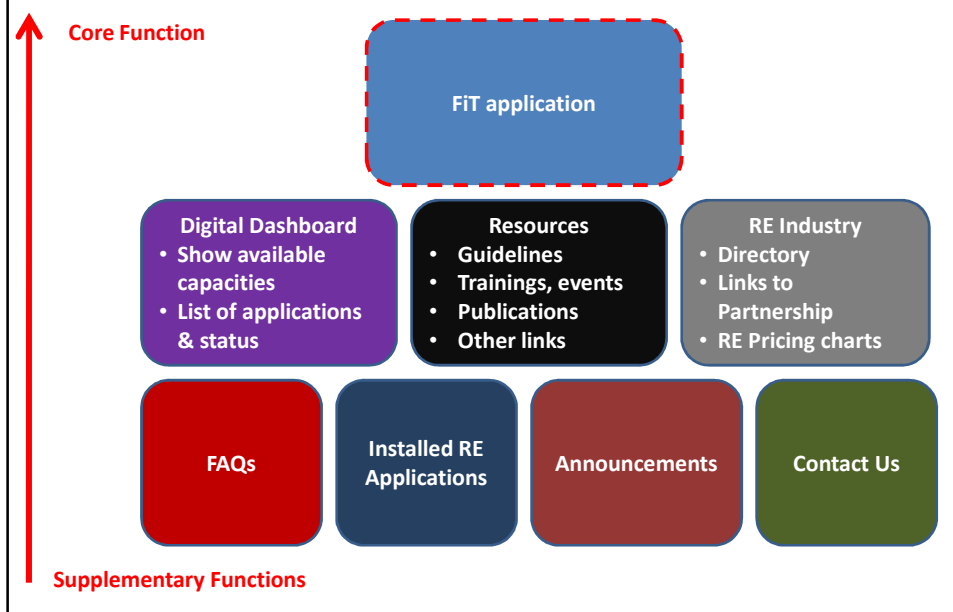 Core Function
FiT application
Digital Dashboard
• Show available
capacities
• List of applications
& status
Resources
• Guidelines
• Trainings, events
• Publications
• Other links
RE Industry
• Directory
• Links to
Partnership
• RE Pricing charts
FAQs
Installed RE
Applications
Announcements
Contact Us
Supplementary Functions